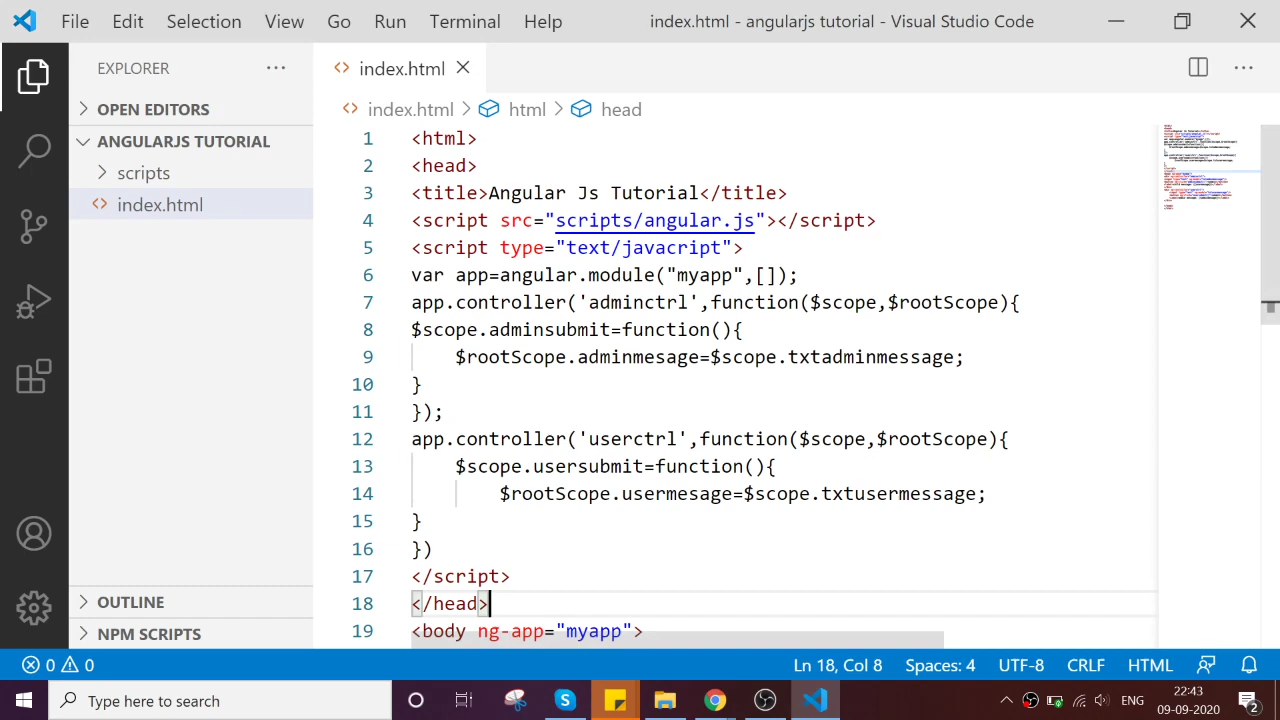 File Edit Selection View Go Run Terminal Help index.html - angularjs tutorial - Visual Studio Code
EXPLORER
index.html
OPEN EDITORS
index.html html head
ANGULARJS TUTORIAL
scripts
index.html
1 <html>
2 <head>
3 <title>Angular Js Tutorial</title>
4 <script src="scripts/angular.js"></script>
5 <script type="text/javacript">
6 var app=angular.module("myapp",[]);
7 app.controller('adminctrl',function($scope,$rootScope){
8 $scope.adminsubmit=function(){
9 $rootScope.adminmesage=$scope.txtadminmessage;
10 }
11 });
12 app.controller('userctrl',function($scope,$rootScope){
13 $scope.usersubmit=function(){
14 $rootScope.usermesage=$scope.txtusermessage;
15 }
16 })
17 </script>
18 </head>
19 <body ng-app="myapp">
OUTLINE
NPM SCRIPTS
0 0 Ln 18, Col 8 Spaces: 4 UTF-8 CRLF HTML
Type here to search
ENG
22:43
09-09-2020
2